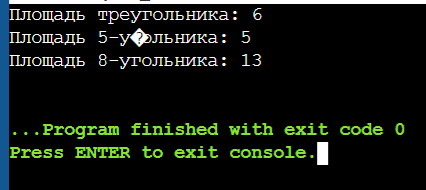 Площадь треугольника: 6
Площадь 5-у�ольника: 5
Площадь 8-угольника: 13
...Program finished with exit code 0
Press ENTER to exit console.